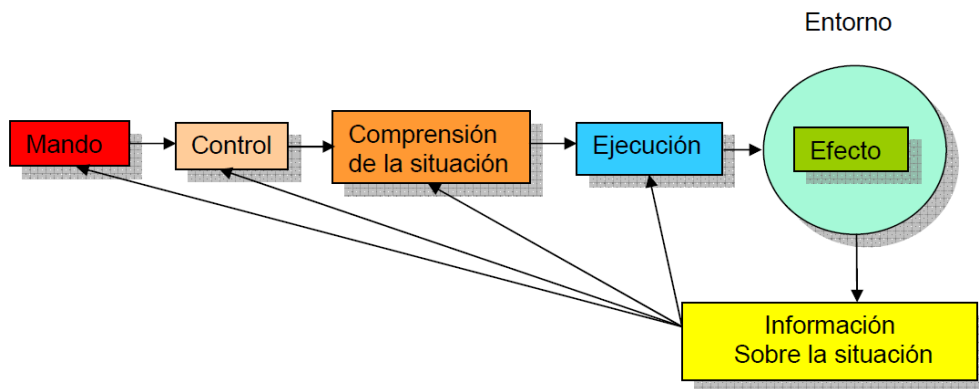 Entorno
Mando
Control
Comprensión
de la situación
Ejecución
Efecto
Información
Sobre la situación